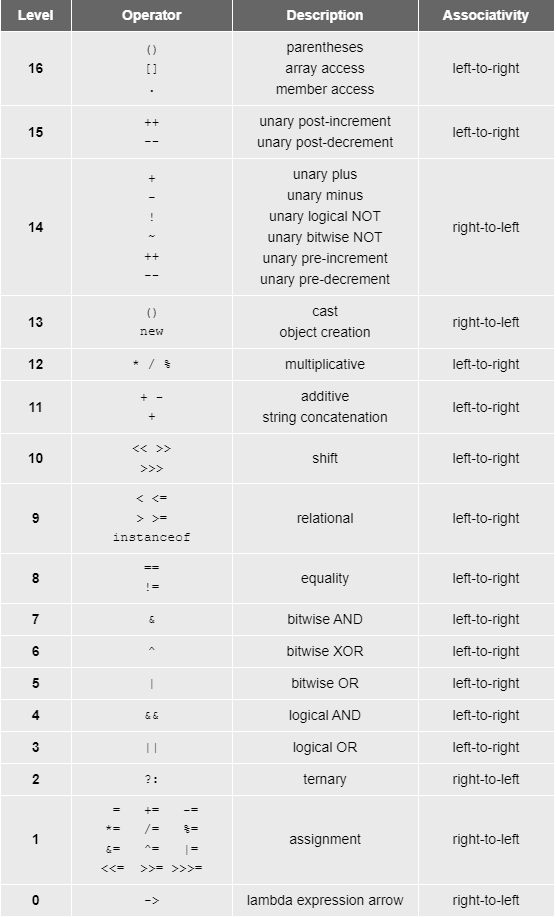 Level Operator Description Associativity
() parentheses
16 [] array access left-to-right
. member access
++ unary post-increment
15 left-to-right
-- unary post-decrement
+ unary plus
- unary minus
! unary logical NOT
14 right-to-left
~ unary bitwise NOT
++ unary pre-increment
-- unary pre-decrement
() cast
13 right-to-left
new object creation
12 * / % multiplicative left-to-right
+ - additive
11 left-to-right
+ string concatenation
<< >>
10 shift left-to-right
>>>
< <=
9 > >= relational left-to-right
instanceof
==
8 equality left-to-right
!=
7 & bitwise AND left-to-right
6 ^ bitwise XOR left-to-right
5 | bitwise OR left-to-right
4 && logical AND left-to-right
3 || logical OR left-to-right
2 ?: ternary right-to-left
= += -=
*= /= %=
1 assignment right-to-left
&= ^= |=
<<= >>= >>>=
0 -> lambda expression arrow right-to-left